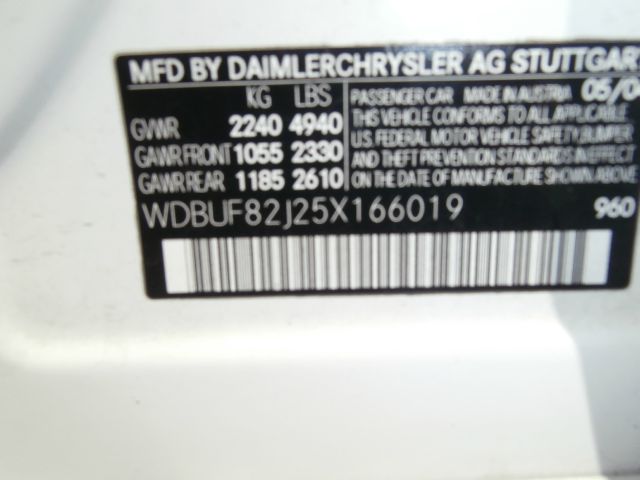 MFD BY DAIMLERCHRYSLER AG STUTTGAR
KG LBS
GVWR 2240 4940
GAWR FRONT 1055 2330
GAWR REAR 1185 2610
PASSENGER CAR MADE IN AUSTRIA 05/04
THIS VEHICLE CONFORMS TO ALL APPLICABLE
U.S. FEDERAL MOTOR VEHICLE SAFETY, BUMPER
AND THEFT PREVENTION STANDARDS IN EFFECT
ON THE DATE OF MANUFACTURE SHOWN ABOVE
WDBUF82J25X166019 960